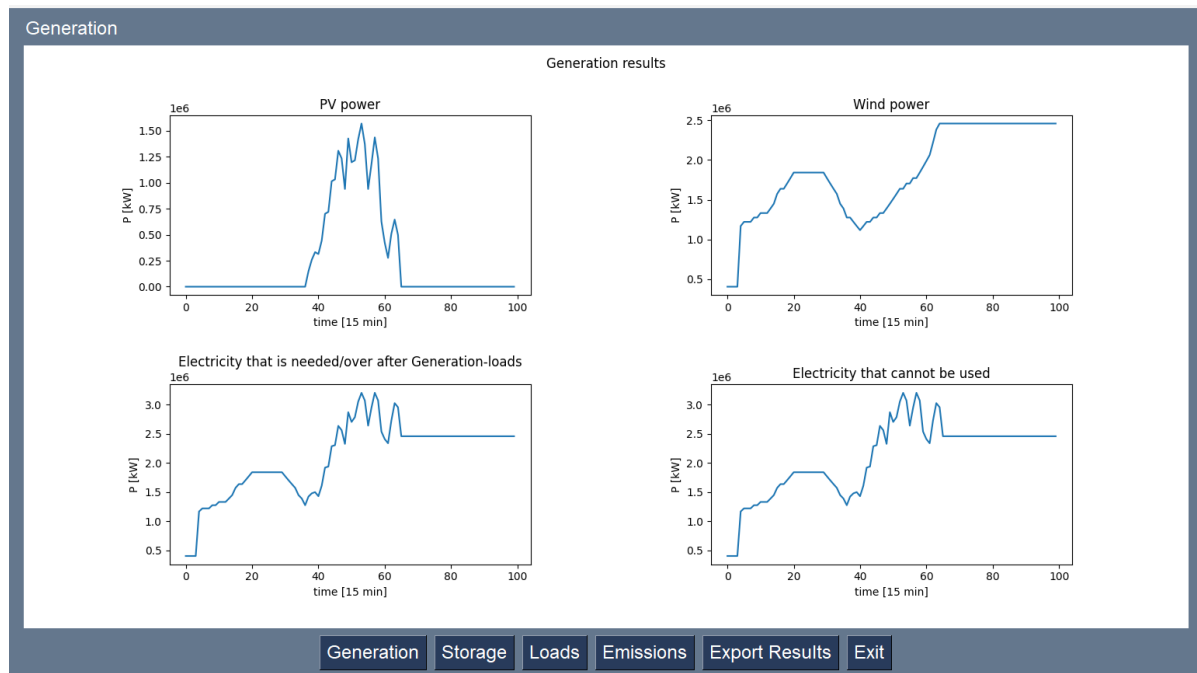 Generation
Generation results
PV power
1e6
1.50
1.25
1.00
0.75
0.50
0.25
0.00
P [kW]
0 20 40 60 80 100
time [15 min]
Wind power
1e6
2.5
2.0
1.5
1.0
0.5
P [kW]
0 20 40 60 80 100
time [15 min]
Electricity that is needed/over after Generation-loads
1e6
3.0
2.5
2.0
1.5
1.0
0.5
P [kW]
0 20 40 60 80 100
time [15 min]
Electricity that cannot be used
1e6
3.0
2.5
2.0
1.5
1.0
0.5
P [kW]
0 20 40 60 80 100
time [15 min]
Generation Storage Loads Emissions Export Results Exit